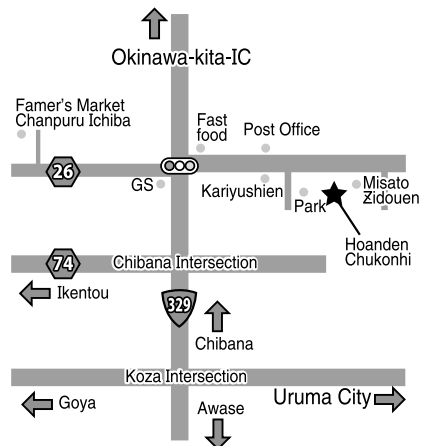 Okinawa-kita-IC
Famer's Market
Chanpuru Ichiba
Fast
food
Post Office
26
GS
Kariyushien
Park
Misato
Zidouen
Hoanden
Chukonhi
74
Chibana Intersection
Ikentou
329
Chibana
Koza Intersection
Goya
Awase
Uruma City